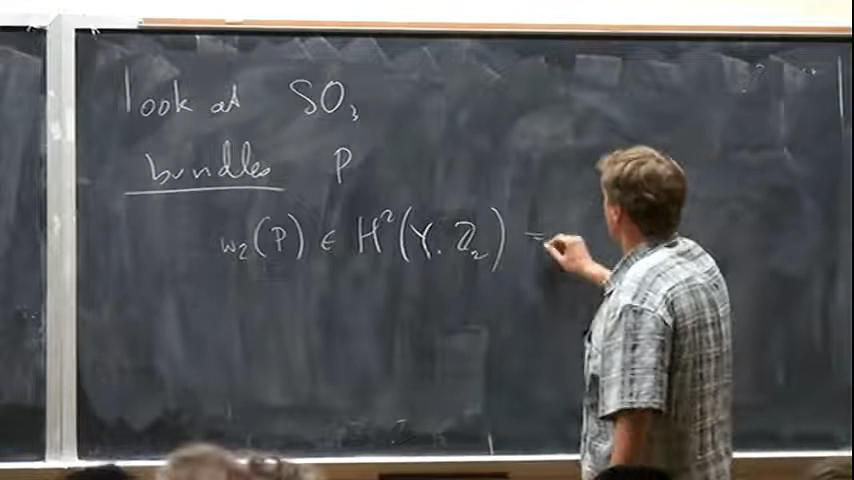 look at SO₃
bundles P
w₂(P) ∈ H²(Y, ℤ₂) =